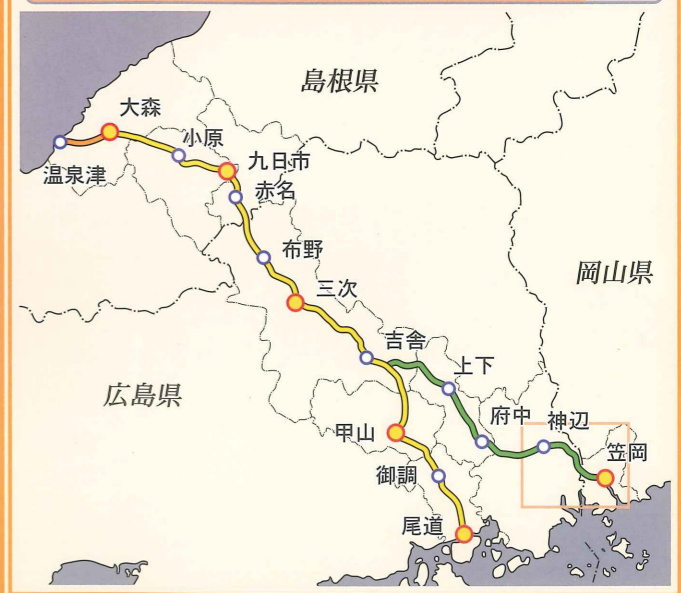 島根県
大森
小原
九日市
温泉津
赤名
布野
岡山県
三次
吉舎
上下
広島県
府中
神辺
甲山
笠岡
御調
尾道